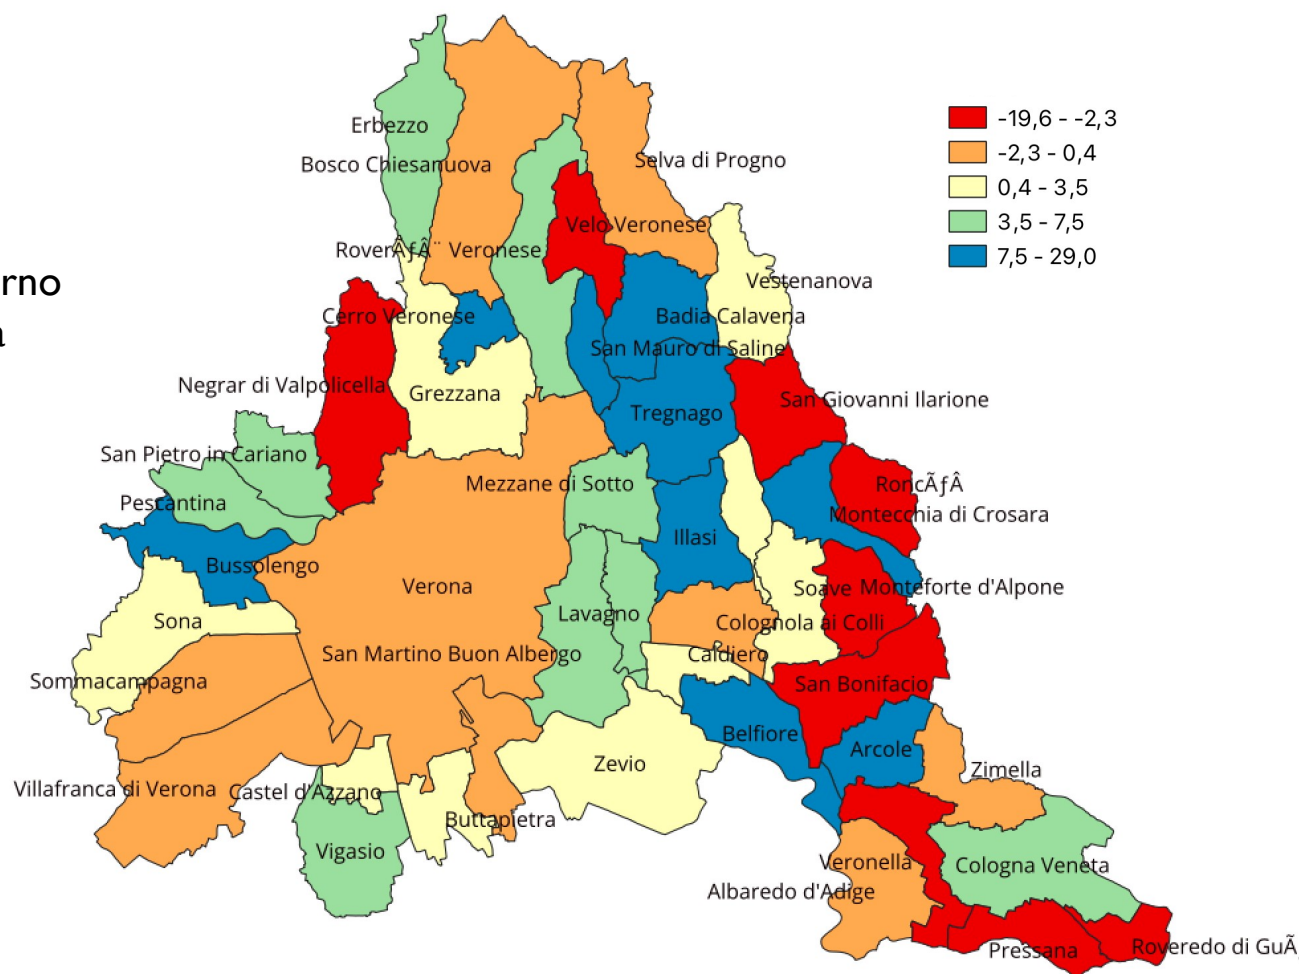 Erbezzo
Bosco Chiesanuova
Selva di Progno
-19,6 - -2,3
-2,3 - 0,4
0,4 - 3,5
3,5 - 7,5
7,5 - 29,0
Velo Veronese
RoverÃƒÂ¨ Veronese
rno
a
Vestenanova
Cerro Veronese
Badia Calavena
San Mauro di Saline
Negrar di Valpolicella
Grezzana
San Giovanni Ilarione
Tregnago
San Pietro in Cariano
Mezzane di Sotto
RoncÃƒÂ
Pescantina
Montecchia di Crosara
Illasi
Bussolengo
Verona
Soave
Monteforte d'Alpone
Lavagno
Sona
Colognola ai Colli
San Martino Buon Albergo
Caldiero
Sommacampagna
San Bonifacio
Belfiore
Arcole
Zevio
Zimella
Villafranca di Verona
Castel d'Azzano
Buttapietra
Vigasio
Veronella
Cologna Veneta
Albaredo d'Adige
Pressana
Roveredo di GuÃ